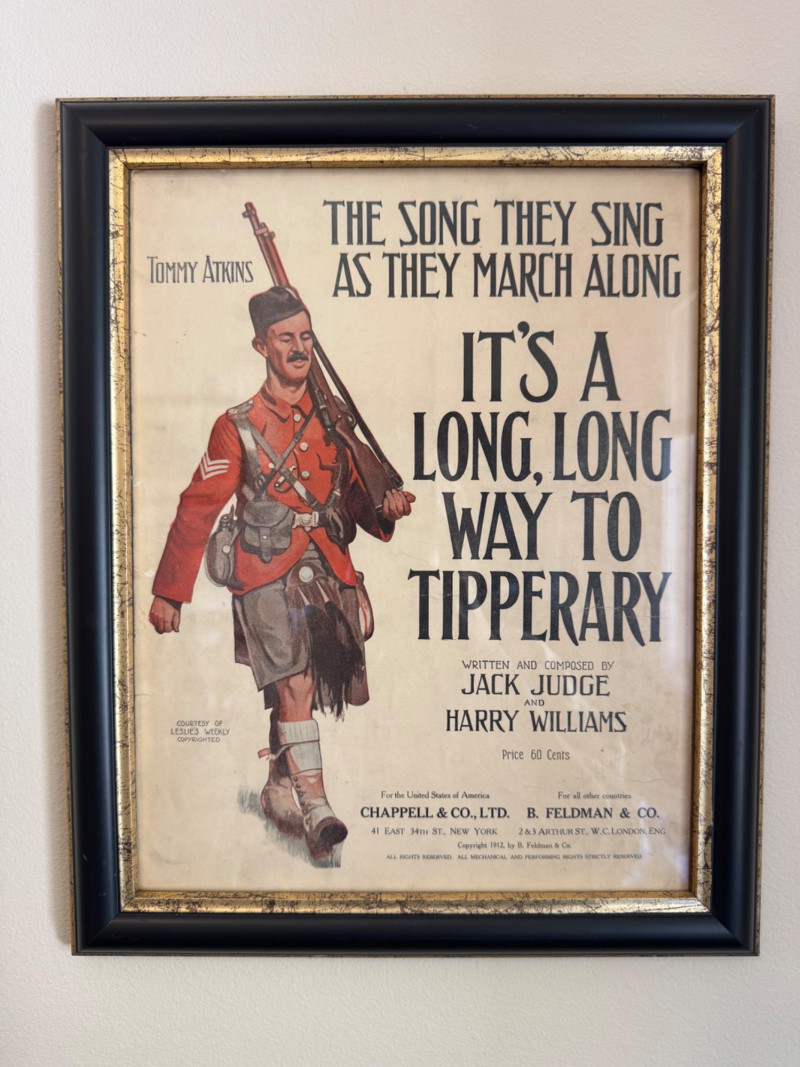 THE SONG THEY SING
AS THEY MARCH ALONG
TOMMY ATKINS
IT'S A
LONG, LONG
WAY TO
TIPPERARY
WRITTEN AND COMPOSED BY
JACK JUDGE
AND
HARRY WILLIAMS
Price 60 Cents
COURTESY OF
LESLIE'S WEEKLY
COPYRIGHTED
For the United States of America
CHAPPELL & CO., LTD.
41 EAST 34TH ST., NEW YORK
For all other countries
B. FELDMAN & CO.
2 & 3 ARTHUR ST., W.C. LONDON, ENG
Copyright 1912, by B. Feldman & Co.
ALL RIGHTS RESERVED. ALL MECHANICAL AND PERFORMING RIGHTS STRICTLY RESERVED